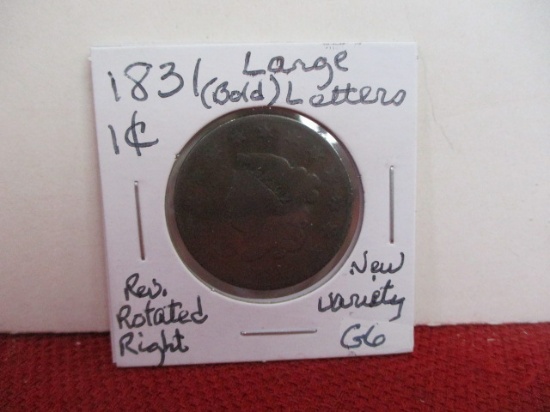 1831 Large
(Bold) Letters
1¢
Rev.
Rotated
Right
New
Variety
G6